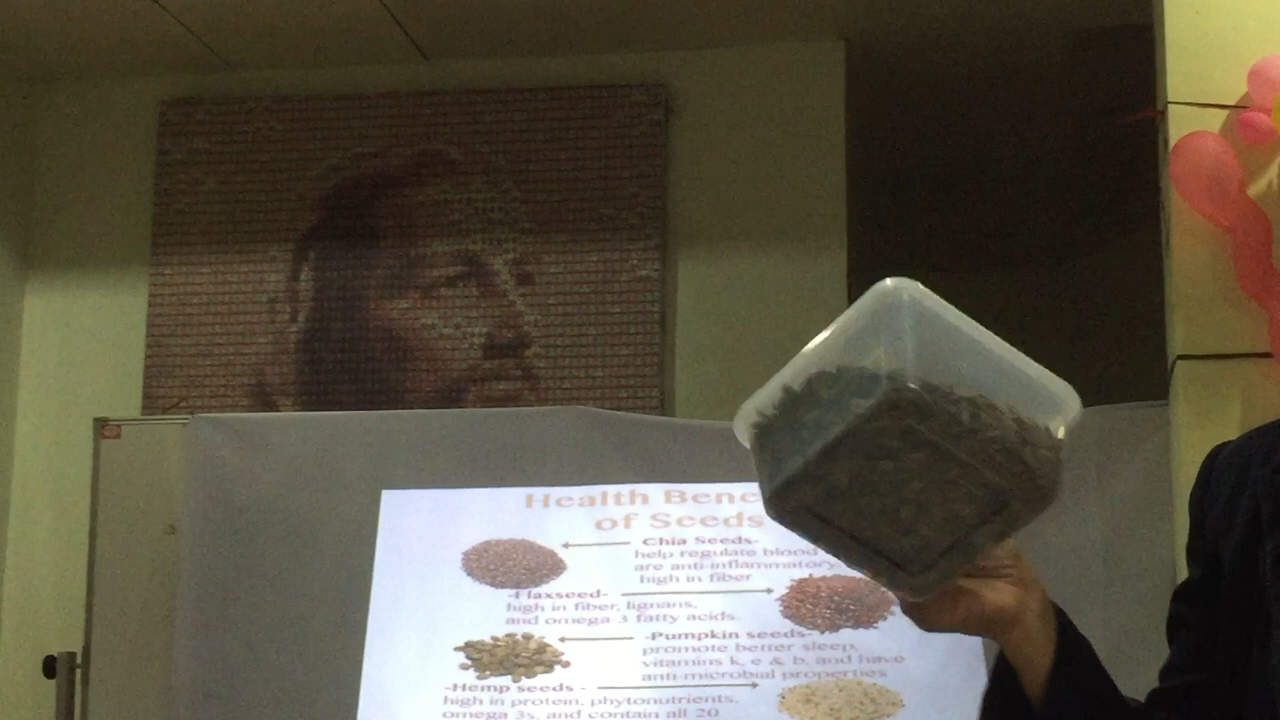 Health Bene
of Seeds
Chia Seeds-
help regulate blood
are anti-inflammatory,
high in fiber
-Flaxseed-
high in fiber, lignans,
and omega 3 fatty acids.
-Pumpkin seeds-
promote better sleep,
vitamins k, e & b, and have
anti-microbial properties
-Hemp seeds -
high in protein, phytonutrients,
omega 3s, and contain all 20